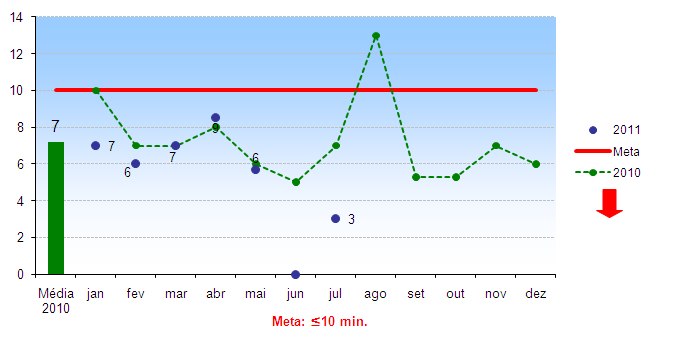 14
12
10
8
6
4
2
0
7
7
6
7
9
6
3
Média
2010
jan
fev
mar
abr
mai
jun
jul
ago
set
out
nov
dez
Meta: ≤10 min.
2011
Meta
2010